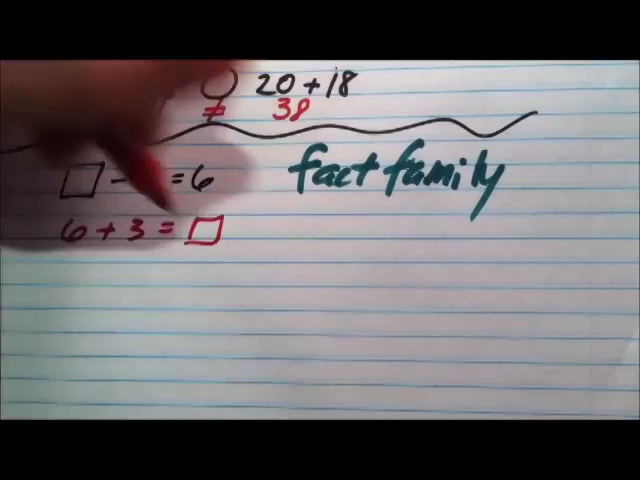 20 + 18
≠ 38
fact family
□ - = 6
6 + 3 = □